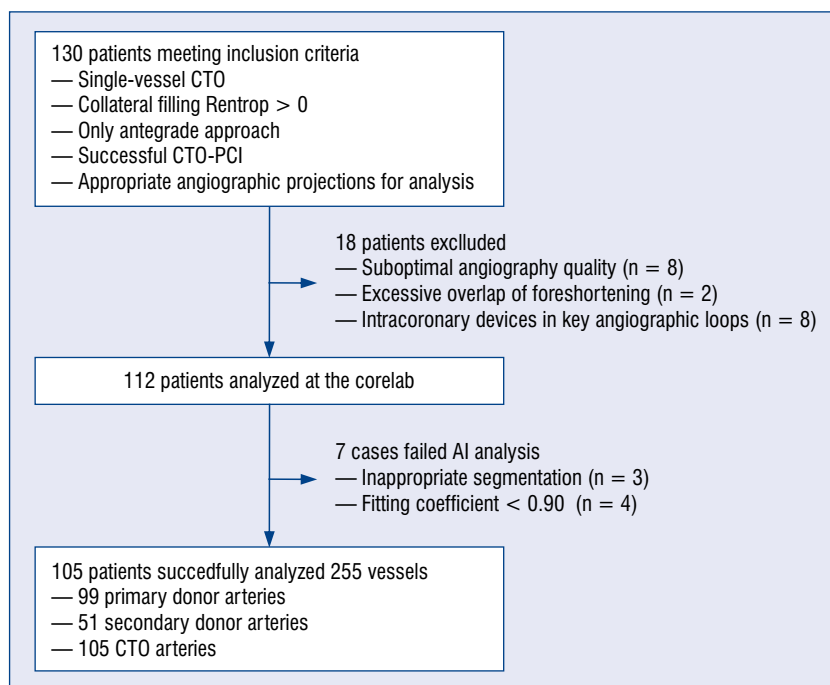 130 patients meeting inclusion criteria
— Single-vessel CTO
— Collateral filling Rentrop > 0
— Only antegrade approach
— Successful CTO-PCI
— Appropriate angiographic projections for analysis
18 patients exclluded
— Suboptimal angiography quality (n = 8)
— Excessive overlap of foreshortening (n = 2)
— Intracoronary devices in key angiographic loops (n = 8)
112 patients analyzed at the corelab
7 cases failed AI analysis
— Inappropriate segmentation (n = 3)
— Fitting coefficient < 0.90 (n = 4)
105 patients succedfully analyzed 255 vessels
— 99 primary donor arteries
— 51 secondary donor arteries
— 105 CTO arteries